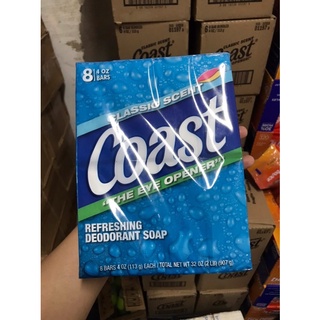 8 4 OZ
BARS
CLASSIC SCENT
Coast
"THE EYE OPENER"
REFRESHING
DEODORANT SOAP
8 BARS 4 OZ (113 g) EACH | TOTAL NET WT 32 OZ (2 LB) (907 g)
Coast
Coast